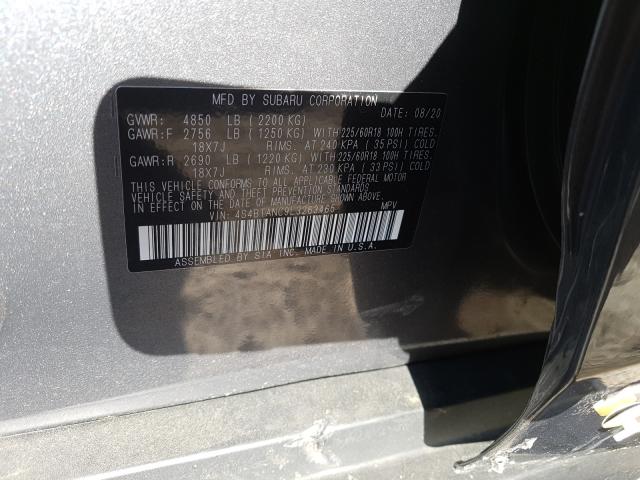 MFD BY SUBARU CORPORATION
DATE: 08/20
GVWR: 4850 LB (2200 KG)
GAWR:F 2756 LB (1250 KG) WITH 225/60R18 100H TIRES.
18X7J RIMS. AT 240 KPA (35 PSI) COLD
GAWR:R 2690 LB (1220 KG) WITH 225/60R18 100H TIRES.
18X7J RIMS. AT 230 KPA (33 PSI) COLD
THIS VEHICLE CONFORMS TO ALL APPLICABLE FEDERAL MOTOR
VEHICLE SAFETY AND THEFT PREVENTION STANDARDS
IN EFFECT ON THE DATE OF MANUFACTURE SHOWN ABOVE.
VIN: MPV
ASSEMBLED BY SIA INC. MADE IN U.S.A.